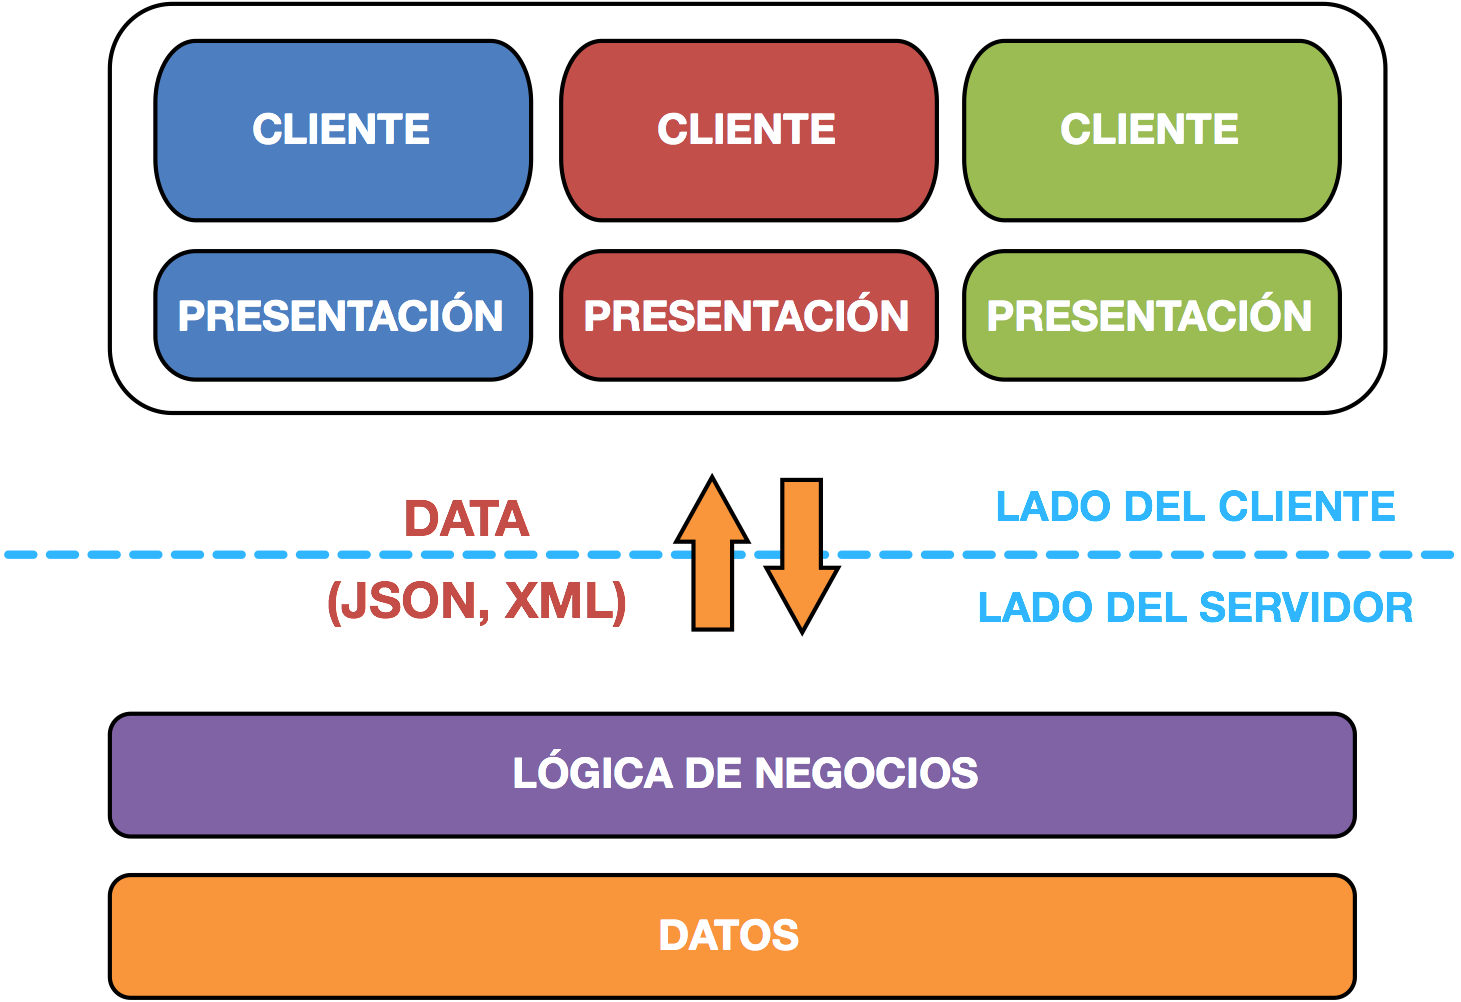 CLIENTE
CLIENTE
CLIENTE
PRESENTACIÓN
PRESENTACIÓN
PRESENTACIÓN
DATA
(JSON, XML)
LADO DEL CLIENTE
LADO DEL SERVIDOR
LÓGICA DE NEGOCIOS
DATOS